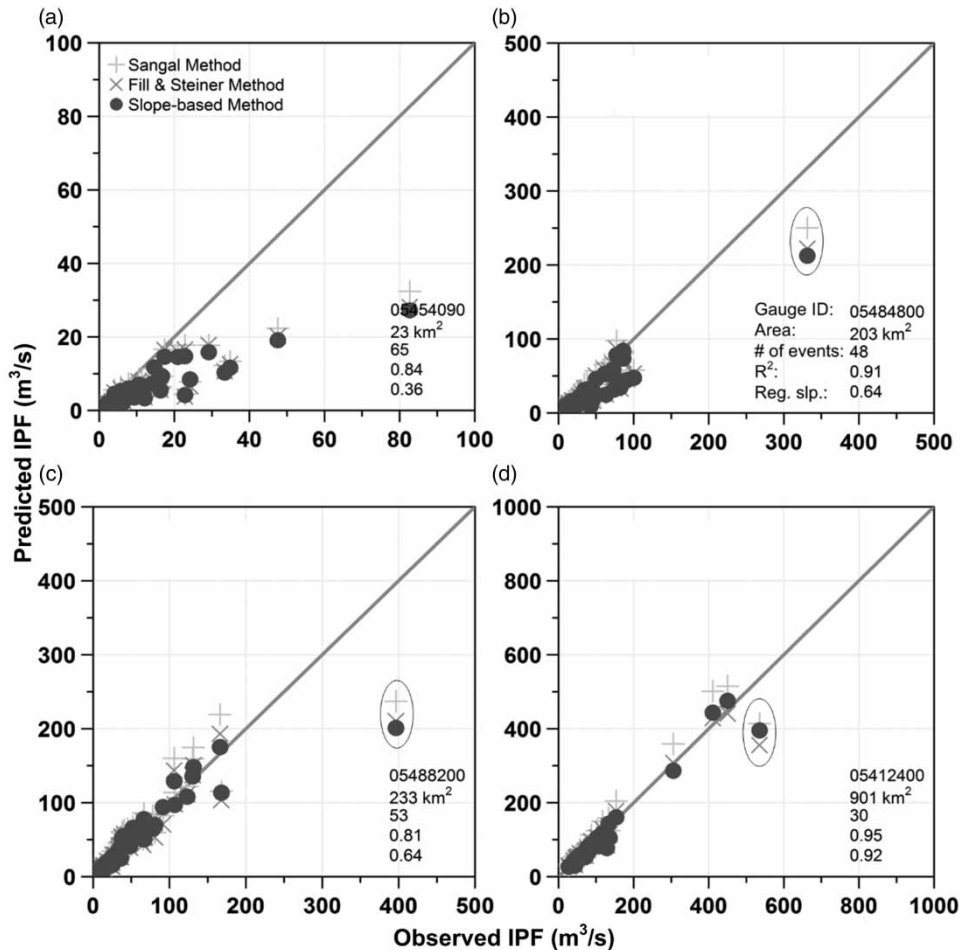 (a)
100
80
60
40
20
0
0 20 40 60 80 100
Sangal Method
Fill & Steiner Method
Slope-based Method
05454090
23 km²
65
0.84
0.36
(b)
500
400
300
200
100
0
0 100 200 300 400 500
Gauge ID: 05484800
Area: 203 km²
# of events: 48
R²: 0.91
Reg. slp.: 0.64
(c)
500
400
300
200
100
0
0 100 200 300 400 500
05488200
233 km²
53
0.81
0.64
(d)
1000
800
600
400
200
0
0 200 400 600 800 1000
05412400
901 km²
30
0.95
0.92
Predicted IPF (m³/s)
Observed IPF (m³/s)